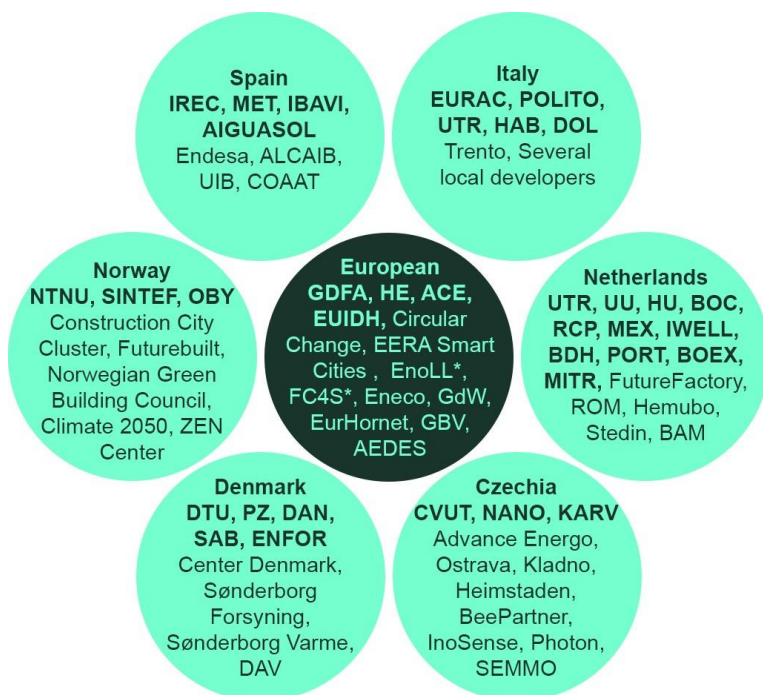 Spain
IREC, MET, IBAVI,
AIGUASOL
Endesa, ALCAIB,
UIB, COAAT
Italy
EURAC, POLITO,
UTR, HAB, DOL
Trento, Several
local developers
Norway
NTNU, SINTEF, OBY
Construction City
Cluster, Futurebuilt,
Norwegian Green
Building Council,
Climate 2050, ZEN
Center
European
GDFA, HE, ACE,
EUIDH, Circular
Change, EERA Smart
Cities , EnoLL*,
FC4S*, Eneco, GdW,
EurHornet, GBV,
AEDES
Netherlands
UTR, UU, HU, BOC,
RCP, MEX, IWELL,
BDH, PORT, BOEX,
MITR, FutureFactory,
ROM, Hemubo,
Stedin, BAM
Denmark
DTU, PZ, DAN,
SAB, ENFOR
Center Denmark,
Sønderborg
Forsyning,
Sønderborg Varme,
DAV
Czechia
CVUT, NANO, KARV
Advance Energo,
Ostrava, Kladno,
Heimstaden,
BeePartner,
InoSense, Photon,
SEMMO